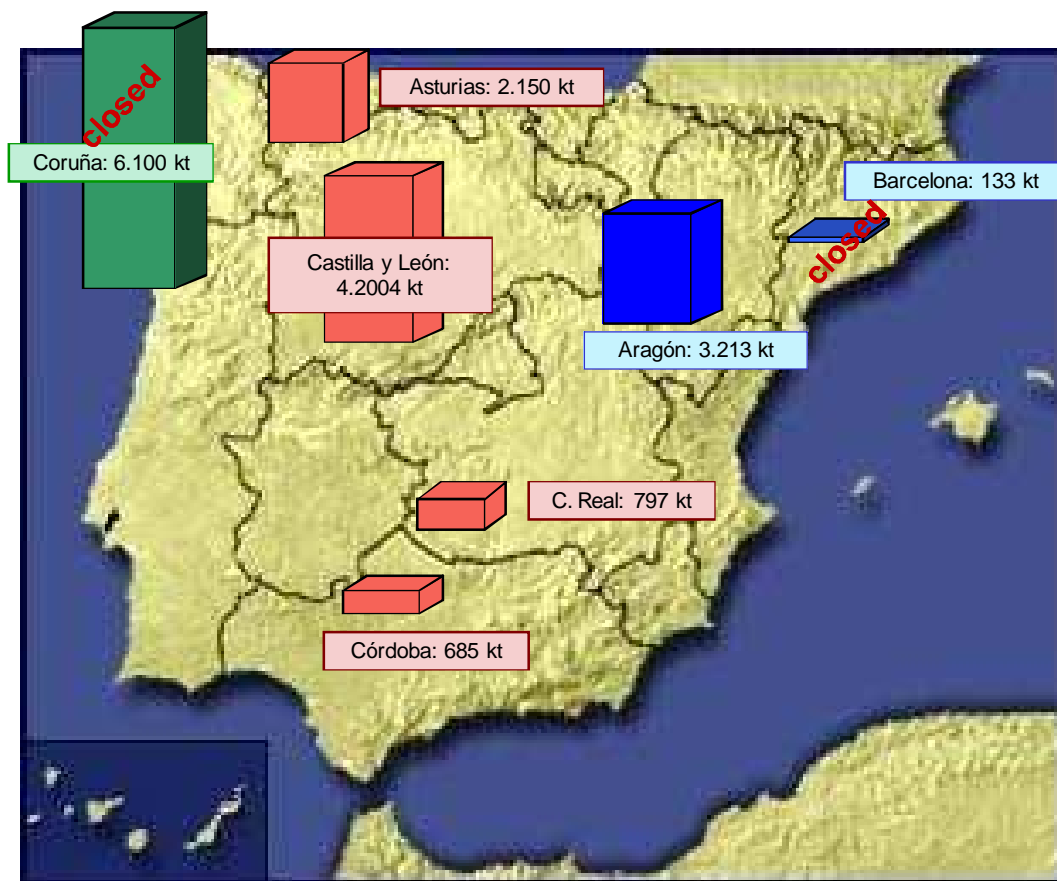 closed
Asturias: 2.150 kt
Coruña: 6.100 kt
Barcelona: 133 kt
closed
Castilla y León:
4.2004 kt
Aragón: 3.213 kt
C. Real: 797 kt
Córdoba: 685 kt